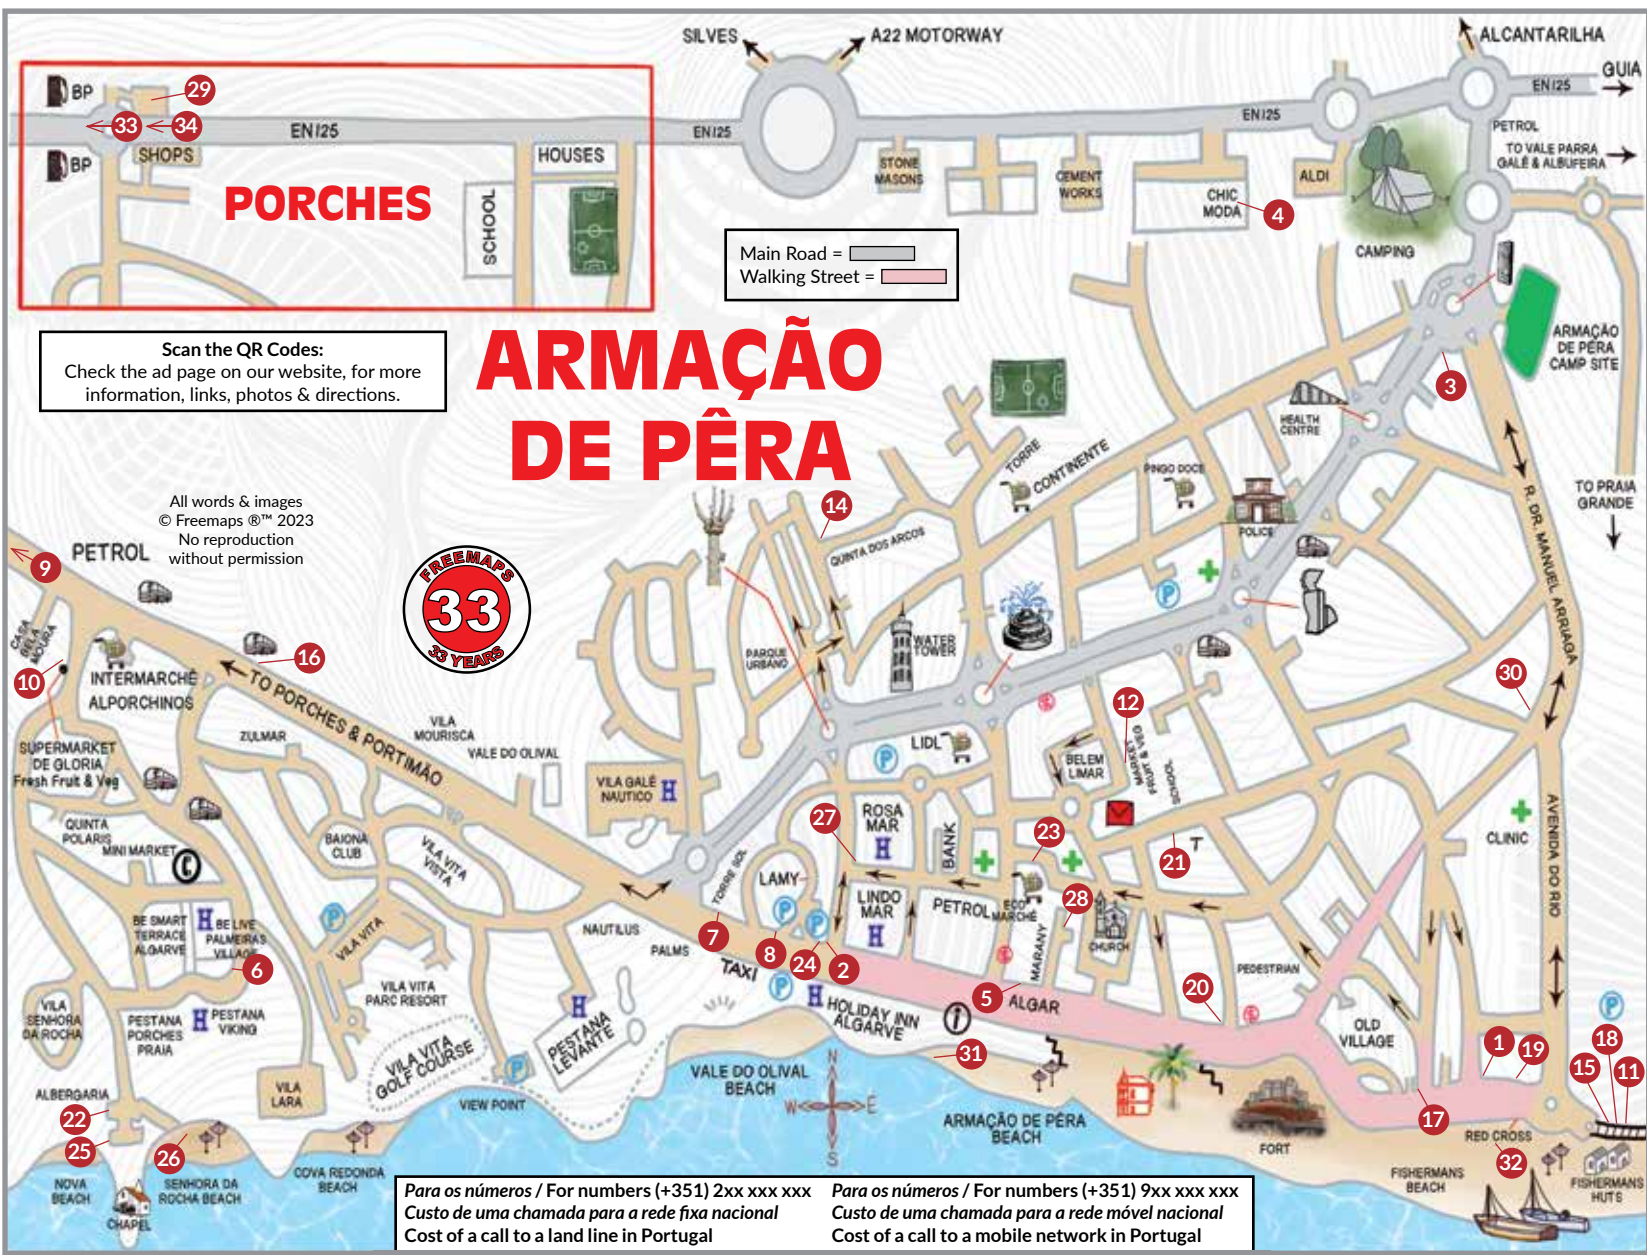 SILVES
A22 MOTORWAY
ALCANTARILHA
GUIA
EN125
BP
29
33
34
EN125
EN125
EN125
BP
SHOPS
HOUSES
PORCHES
SCHOOL
STONE
MASONS
CEMENT
WORKS
CHIC
MODA
4
ALDI
PETROL
TO VALE PARRA
GALÉ & ALBUFEIRA
CAMPING
Main Road =
Walking Street =
Scan the QR Codes:
Check the ad page on our website, for more
information, links, photos & directions.
ARMAÇÃO
DE PÊRA
ARMAÇÃO
DE PÉRA
CAMP SITE
3
HEALTH
CENTRE
TORRE
CONTINENTE
PINGO DOCE
POLICE
TO PRAIA
GRANDE
R. DR. MANUEL ARRIAGA
All words & images
© Freemaps ®™ 2023
No reproduction
without permission
FREEMAPS
33
33 YEARS
14
QUINTA DOS ARCOS
PETROL
9
CASA
BELA
MOURA
10
16
INTERMARCHÉ
ALPORCHINOS
TO PORCHES & PORTIMÃO
PARQUE
URBANO
WATER
TOWER
P
30
12
FRUIT & VEG
MARKET
SCHOOL
BELEM
LIMAR
LIDL
P
SUPERMARKET
DE GLORIA
Fresh Fruit & Veg
ZULMAR
VILA
MOURISCA
VALE DO OLIVAL
VILA GALÉ
NAUTICO
H
QUINTA
POLARIS
MINI MARKET
BAIONA
CLUB
VILA VITA
VISTA
27
ROSA
MAR
H
BANK
23
21
T
CLINIC
AVENIDA DO RIO
TORRE SOL
LAMY
LINDO
MAR
H
PETROL
ECO
MARCHÉ
28
MARANY
CHURCH
BE SMART
TERRACE
ALGARVE
H
BE LIVE
PALMEIRAS
VILLAGE
6
P
VILA VITA
NAUTILUS
PALMS
7
TAXI
P
8
P
24
2
P
H
HOLIDAY INN
ALGARVE
i
5
ALGAR
20
PEDESTRIAN
OLD
VILLAGE
P
VILA
SENHORA
DA ROCHA
PESTANA
PORCHES
PRAIA
H
PESTANA
VIKING
VILA VITA
PARC RESORT
VILA VITA
GOLF COURSE
H
PESTANA
LEVANTE
P
VIEW POINT
31
VALE DO OLIVAL
BEACH
N
W
E
S
ARMAÇÃO DE PÊRA
BEACH
FORT
1
19
18
15
11
17
RED CROSS
32
FISHERMANS
BEACH
FISHERMANS
HUTS
ALBERGARIA
22
25
26
VILA
LARA
NOVA
BEACH
CHAPEL
SENHORA DA
ROCHA BEACH
COVA REDONDA
BEACH
Para os números / For numbers (+351) 2xx xxx xxx
Custo de uma chamada para a rede fixa nacional
Cost of a call to a land line in Portugal
Para os números / For numbers (+351) 9xx xxx xxx
Custo de uma chamada para a rede móvel nacional
Cost of a call to a mobile network in Portugal